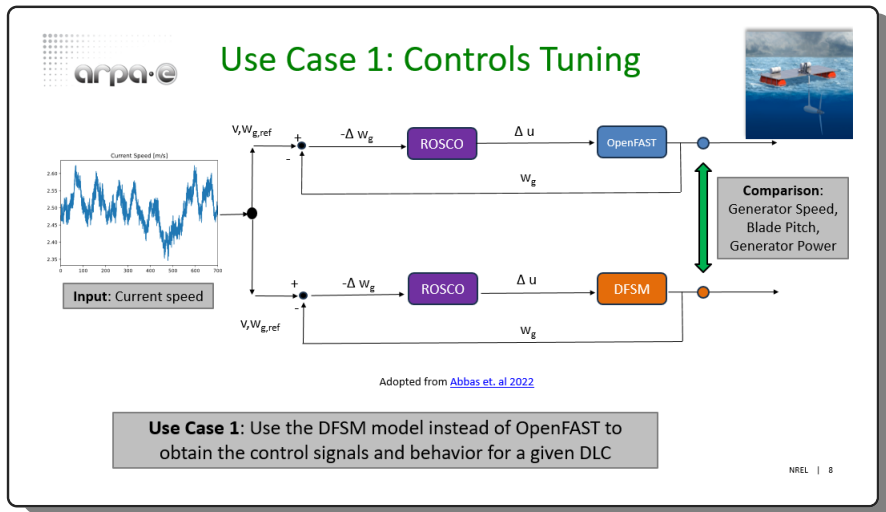 arpa·e
Use Case 1: Controls Tuning
v,wg,ref
+
-
-Δ wg
ROSCO
Δ u
OpenFAST
wg
Current Speed [m/s]
2.60
2.55
2.50
2.45
2.40
2.35
0 100 200 300 400 500 600 700
Input: Current speed
Comparison:
Generator Speed,
Blade Pitch,
Generator Power
+
-
-Δ wg
ROSCO
Δ u
DFSM
v,wg,ref
wg
Adopted from Abbas et. al 2022
Use Case 1: Use the DFSM model instead of OpenFAST to
obtain the control signals and behavior for a given DLC
NREL | 8